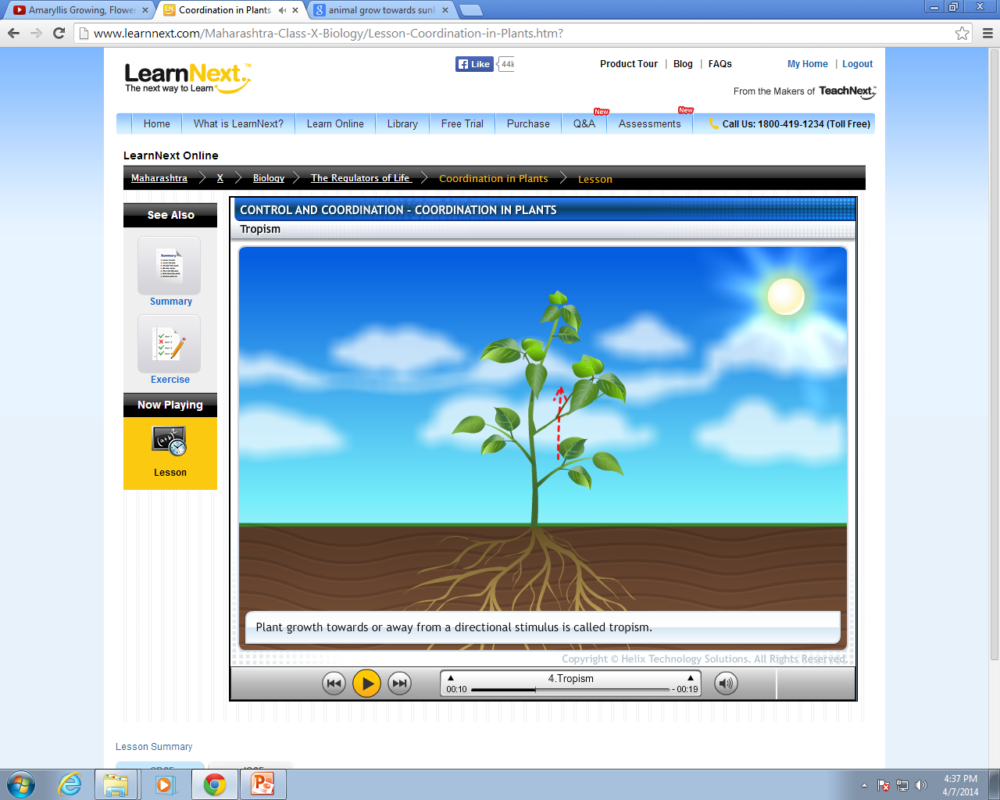 Amaryllis Growing, Flower
Coordination in Plants
animal grow towards sunl
www.learnnext.com/Maharashtra-Class-X-Biology/Lesson-Coordination-in-Plants.htm?
LearnNext.™
The next way to Learn
Like
44k
Product Tour | Blog | FAQs
My Home | Logout
From the Makers of TeachNext.
Home
What is LearnNext?
Learn Online
Library
Free Trial
Purchase
New
Q&A
New
Assessments
Call Us: 1800-419-1234 (Toll Free)
LearnNext Online
Maharashtra
X
Biology
The Regulators of Life
Coordination in Plants
Lesson
See Also
Summary
Summary
Exercise
Now Playing
(a+b)
Lesson
CONTROL AND COORDINATION - COORDINATION IN PLANTS
Tropism
Plant growth towards or away from a directional stimulus is called tropism.
Copyright © Helix Technology Solutions. All Rights Reserved.
4.Tropism
00:10
- 00:19
Lesson Summary
4:37 PM
4/7/2014